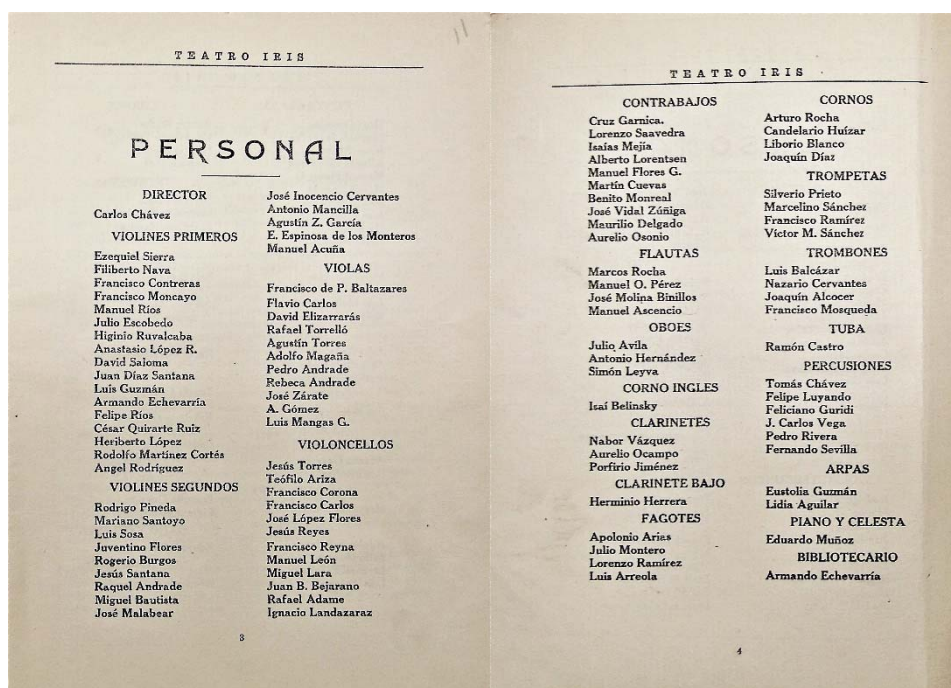 11
TEATRO IRIS
PERSONAL
DIRECTOR
Carlos Chávez
VIOLINES PRIMEROS
Ezequiel Sierra
Filiberto Nava
Francisco Contreras
Francisco Moncayo
Manuel Ríos
Julio Escobedo
Higinio Ruvalcaba
Anastasio López R.
David Saloma
Juan Díaz Santana
Luis Guzmán
Armando Echevarría
Felipe Ríos
César Quirarte Ruiz
Heriberto López
Rodolfo Martínez Cortés
Angel Rodríguez
VIOLINES SEGUNDOS
Rodrigo Pineda
Mariano Santoyo
Luis Sosa
Juventino Flores
Rogerio Burgos
Jesús Santana
Raquel Andrade
Miguel Bautista
José Malabear
José Inocencio Cervantes
Antonio Mancilla
Agustín Z. García
E. Espinosa de los Monteros
Manuel Acuña
VIOLAS
Francisco de P. Baltazares
Flavio Carlos
David Elizarrarás
Rafael Torrelló
Agustín Torres
Adolfo Magaña
Pedro Andrade
Rebeca Andrade
José Zárate
A. Gómez
Luis Mangas G.
VIOLONCELLOS
Jesús Torres
Teófilo Ariza
Francisco Corona
Francisco Carlos
José López Flores
Jesús Reyes
Francisco Reyna
Manuel León
Miguel Lara
Juan B. Bejarano
Rafael Adame
Ignacio Landazaraz
3
TEATRO IRIS
CONTRABAJOS
Cruz Garnica.
Lorenzo Saavedra
Isaías Mejía
Alberto Lorentsen
Manuel Flores G.
Martín Cuevas
Benito Monreal
José Vidal Zúñiga
Maurilio Delgado
Aurelio Osonio
FLAUTAS
Marcos Rocha
Manuel O. Pérez
José Molina Binillos
Manuel Ascencio
OBOES
Julio Avila
Antonio Hernández
Simón Leyva
CORNO INGLES
Isaí Belinsky
CLARINETES
Nabor Vázquez
Aurelio Ocampo
Porfirio Jiménez
CLARINETE BAJO
Herminio Herrera
FAGOTES
Apolonio Arias
Julio Montero
Lorenzo Ramírez
Luis Arreola
CORNOS
Arturo Rocha
Candelario Huízar
Liborio Blanco
Joaquín Díaz
TROMPETAS
Silverio Prieto
Marcelino Sánchez
Francisco Ramírez
Víctor M. Sánchez
TROMBONES
Luis Balcázar
Nazario Cervantes
Joaquín Alcocer
Francisco Mosqueda
TUBA
Ramón Castro
PERCUSIONES
Tomás Chávez
Felipe Luyando
Feliciano Guridi
J. Carlos Vega
Pedro Rivera
Fernando Sevilla
ARPAS
Eustolia Guzmán
Lidia Aguilar
PIANO Y CELESTA
Eduardo Muñoz
BIBLIOTECARIO
Armando Echevarría
4